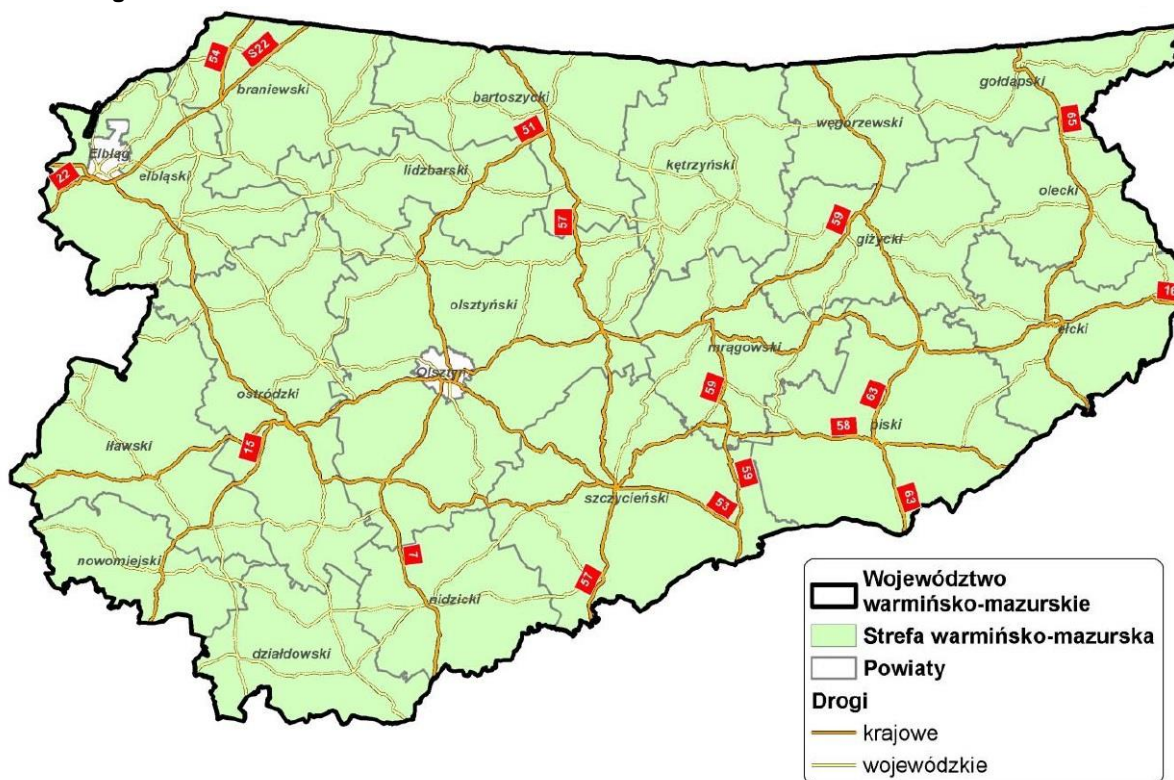 54
S22
braniewski
bartoszycki
gołdapski
51
65
węgorzewski
Elbląg
kętrzyński
22
elbląski
lidzbarski
olecki
57
59
giżycki
olsztyński
16
ełcki
mrągowski
Olsztyn
59
63
ostródzki
58
piski
15
iławski
59
63
szczycieński
53
7
nowomiejski
57
nidzicki
działdowski
Województwo
warmińsko-mazurskie
Strefa warmińsko-mazurska
Powiaty
Drogi
krajowe
wojewódzkie